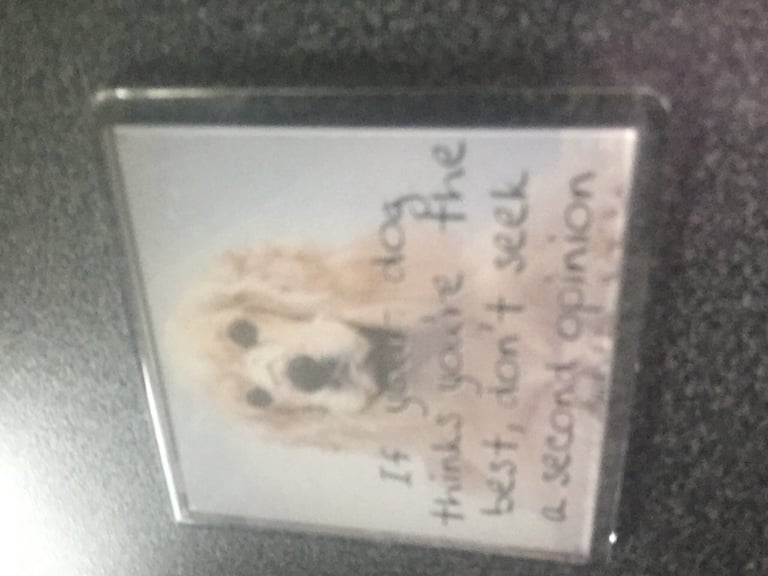 If your dog
thinks you're the
best, don't seek
a second opinion